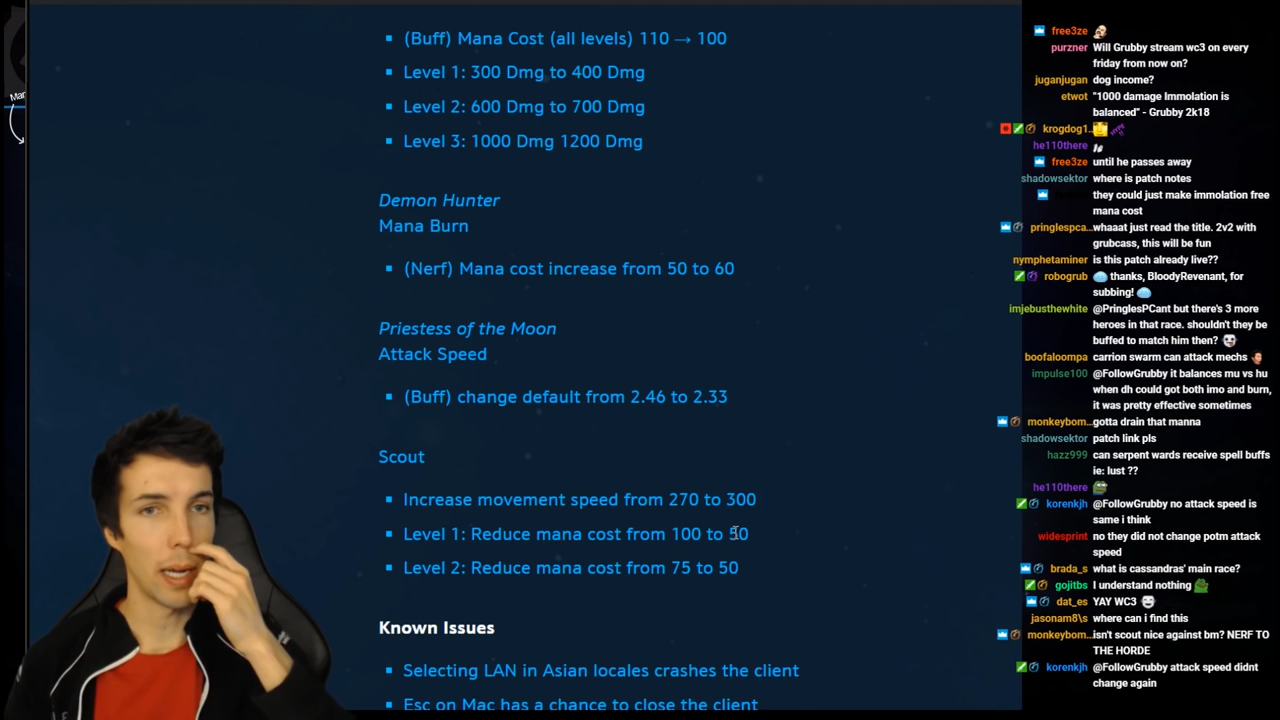 Mar
(Buff) Mana Cost (all levels) 110 → 100
Level 1: 300 Dmg to 400 Dmg
Level 2: 600 Dmg to 700 Dmg
Level 3: 1000 Dmg 1200 Dmg
Demon Hunter
Mana Burn
(Nerf) Mana cost increase from 50 to 60
Priestess of the Moon
Attack Speed
(Buff) change default from 2.46 to 2.33
Scout
Increase movement speed from 270 to 300
Level 1: Reduce mana cost from 100 to 50
Level 2: Reduce mana cost from 75 to 50
Known Issues
Selecting LAN in Asian locales crashes the client
Esc on Mac has a chance to close the client
free3ze
purzner Will Grubby stream wc3 on every
friday from now on?
juganjugan dog income?
etwot "1000 damage Immolation is
balanced" - Grubby 2k18
krogdog1..
he110there
free3ze until he passes away
shadowsektor where is patch notes
they could just make immolation free
mana cost
pringlespca... whaaat just read the title. 2v2 with
grubcass, this will be fun
nymphetaminer is this patch already live??
robogrub thanks, BloodyRevenant, for
subbing!
imjebusthewhite @PringlesPCant but there's 3 more
heroes in that race. shouldn't they be
buffed to match him then?
boofaloompa carrion swarm can attack mechs
impulse100 @FollowGrubby it balances mu vs hu
when dh could got both imo and burn,
it was pretty effective sometimes
monkeybom... gotta drain that manna
shadowsektor patch link pls
hazz999 can serpent wards receive spell buffs
ie: lust ??
he110there
korenkjh @FollowGrubby no attack speed is
same i think
widesprint no they did not change potm attack
speed
brada_s what is cassandras' main race?
gojitbs I understand nothing
dat_es YAY WC3
jasonam8\s where can i find this
monkeybom... isn't scout nice against bm? NERF TO
THE HORDE
korenkjh @FollowGrubby attack speed didnt
change again